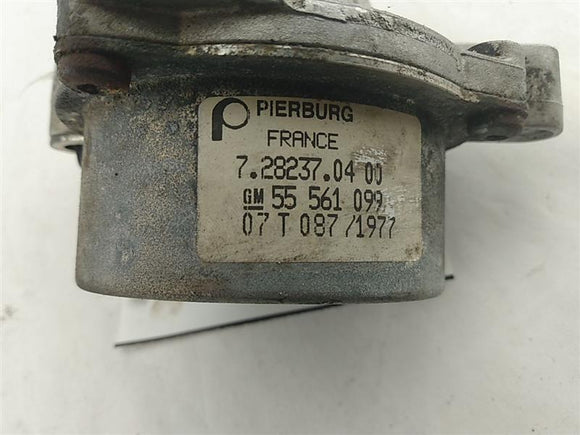 PIERBURG
FRANCE
7.28237.04 00
GM 55 561 099
07 T 087/1977